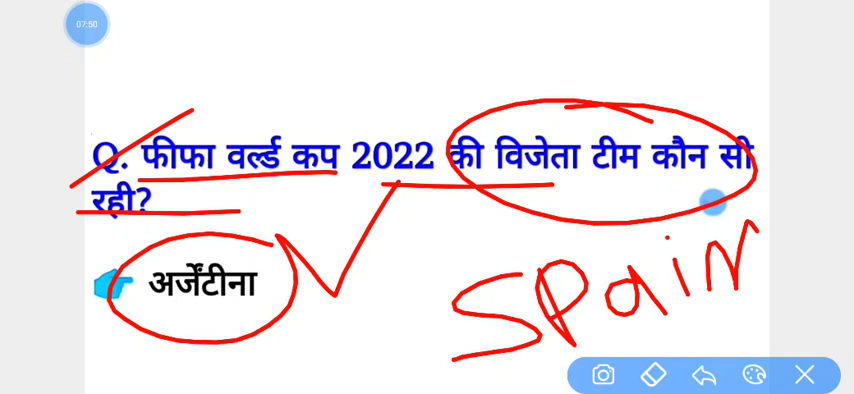 07:50
Q. फीफा वर्ल्ड कप 2022 की विजेता टीम कौन सी
रही?
अर्जेंटीना
Spain